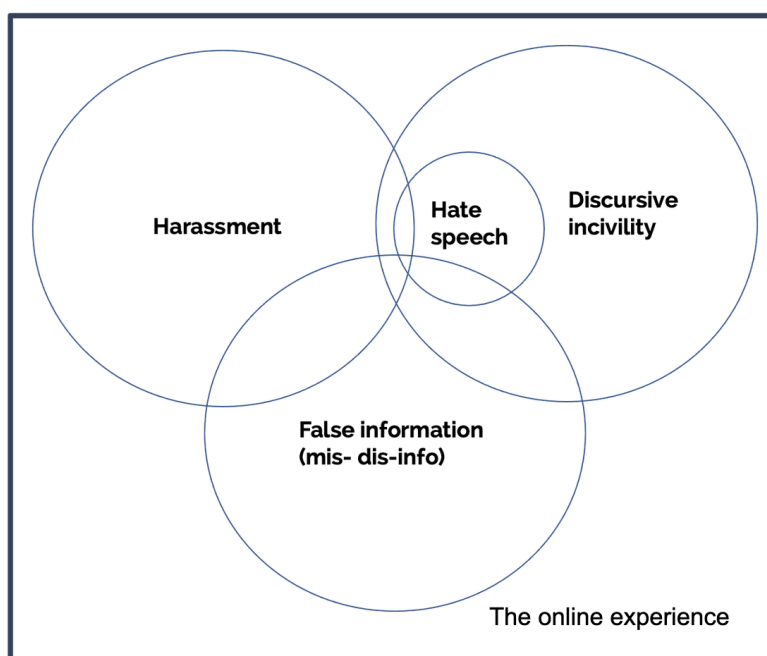 Harassment
Hate
speech
Discursive
incivility
False information
(mis- dis-info)
The online experience